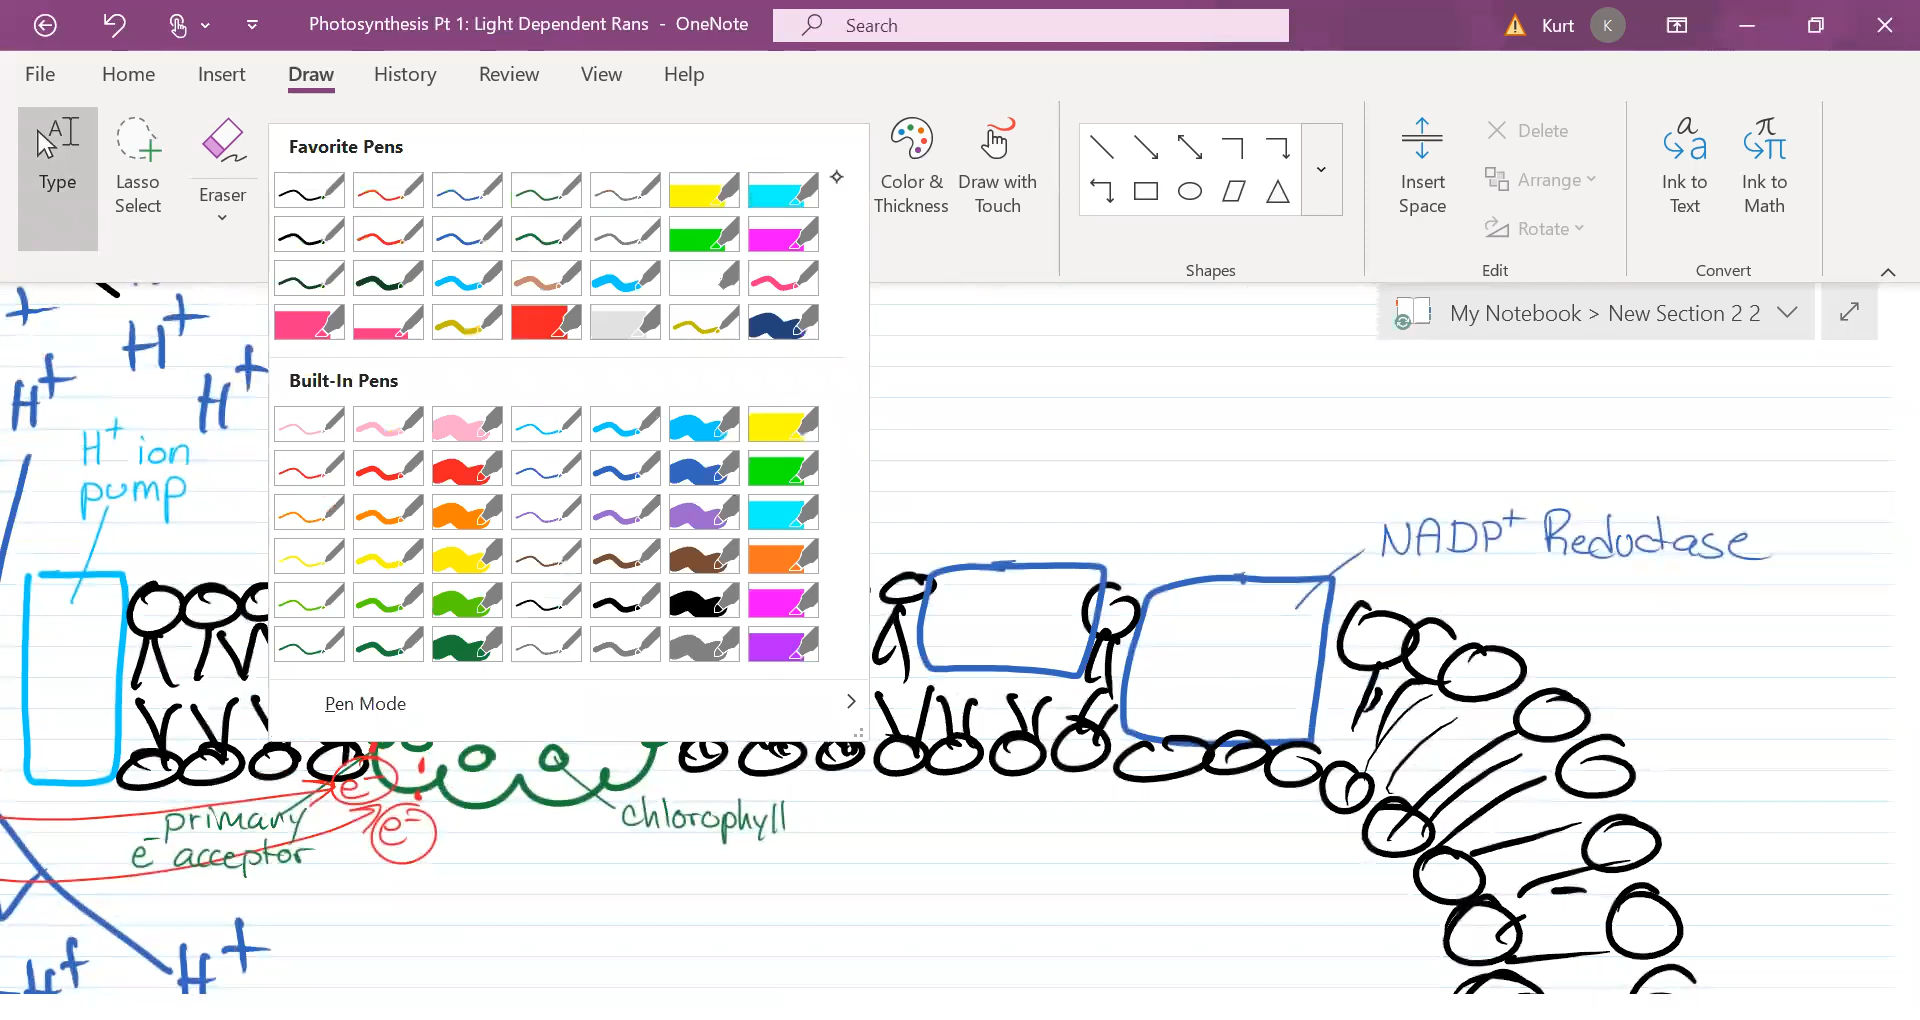 Photosynthesis Pt 1: Light Dependent Rans - OneNote
Search
Kurt
K
File
Home
Insert
Draw
History
Review
View
Help
Type
Lasso
Select
Eraser
Favorite Pens
Built-In Pens
Pen Mode
Color &
Thickness
Draw with
Touch
Shapes
Insert
Space
Delete
Arrange
Rotate
Edit
Ink to
Text
Ink to
Math
Convert
My Notebook > New Section 2 2
H+
H+
H+
H+ ion
pump
NADP+ Reductase
e-
e-
primary
e- acceptor
chlorophyll
H+
H+